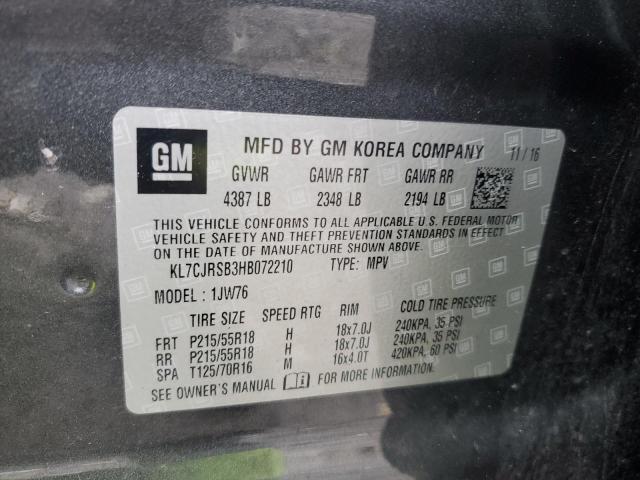 GM MFD BY GM KOREA COMPANY 11/16
GVWR GAWR FRT GAWR RR
4387 LB 2348 LB 2194 LB
THIS VEHICLE CONFORMS TO ALL APPLICABLE U.S. FEDERAL MOTOR
VEHICLE SAFETY AND THEFT PREVENTION STANDARDS IN EFFECT
ON THE DATE OF MANUFACTURE SHOWN ABOVE.
KL7CJRSB3HB072210 TYPE: MPV
MODEL: 1JW76
TIRE SIZE SPEED RTG RIM COLD TIRE PRESSURE
FRT P215/55R18 H 18x7.0J 240KPA, 35 PSI
RR P215/55R18 H 18x7.0J 240KPA, 35 PSI
SPA T125/70R16 M 16x4.0T 420KPA, 60 PSI
SEE OWNER'S MANUAL FOR MORE INFORMATION.